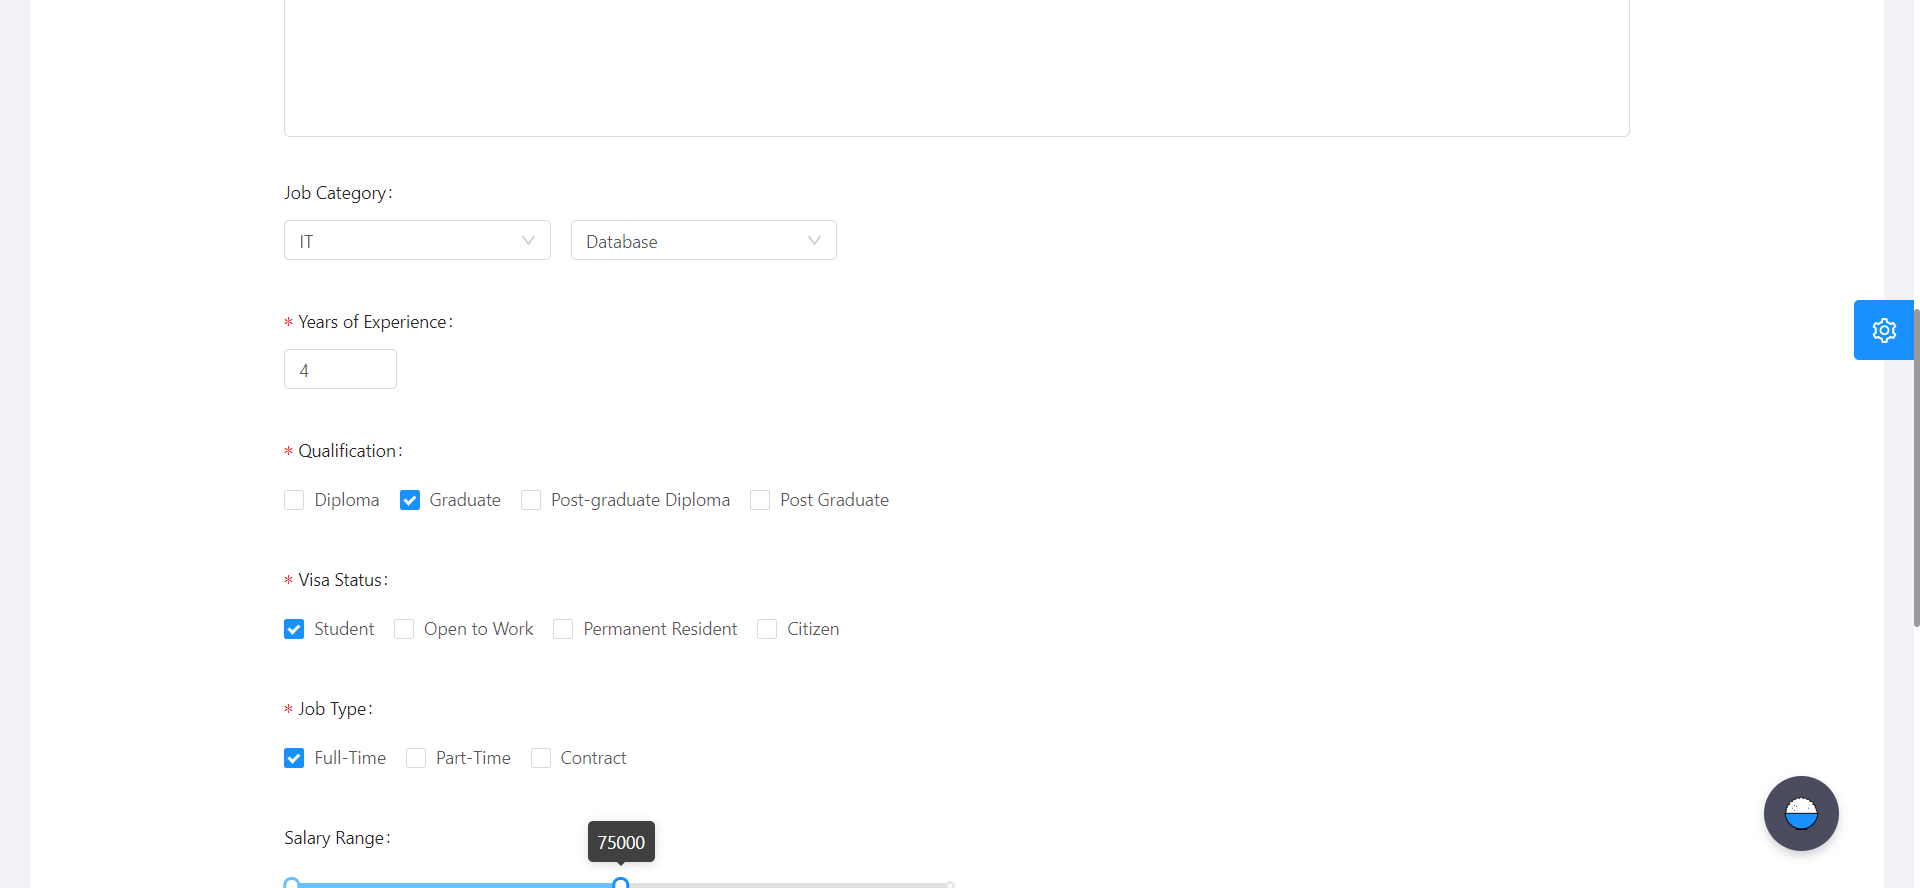 Job Category:
IT Database
* Years of Experience:
4
* Qualification:
Diploma Graduate Post-graduate Diploma Post Graduate
* Visa Status:
Student Open to Work Permanent Resident Citizen
* Job Type:
Full-Time Part-Time Contract
Salary Range:
75000